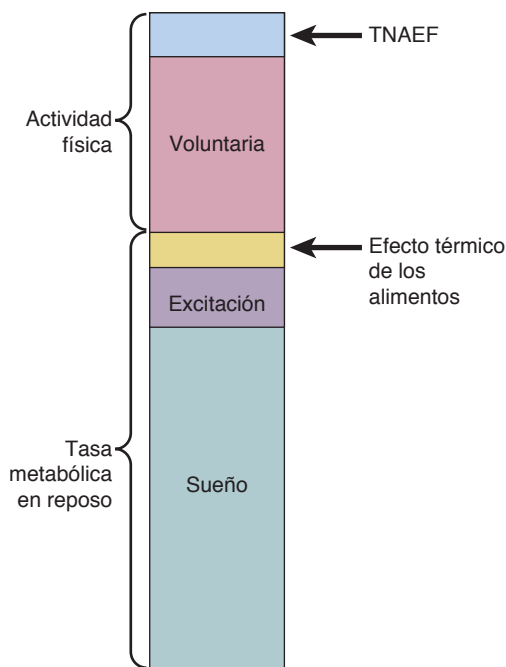 TNAEF
Actividad
física
Voluntaria
Efecto térmico
de los
alimentos
Excitación
Tasa
metabólica
en reposo
Sueño